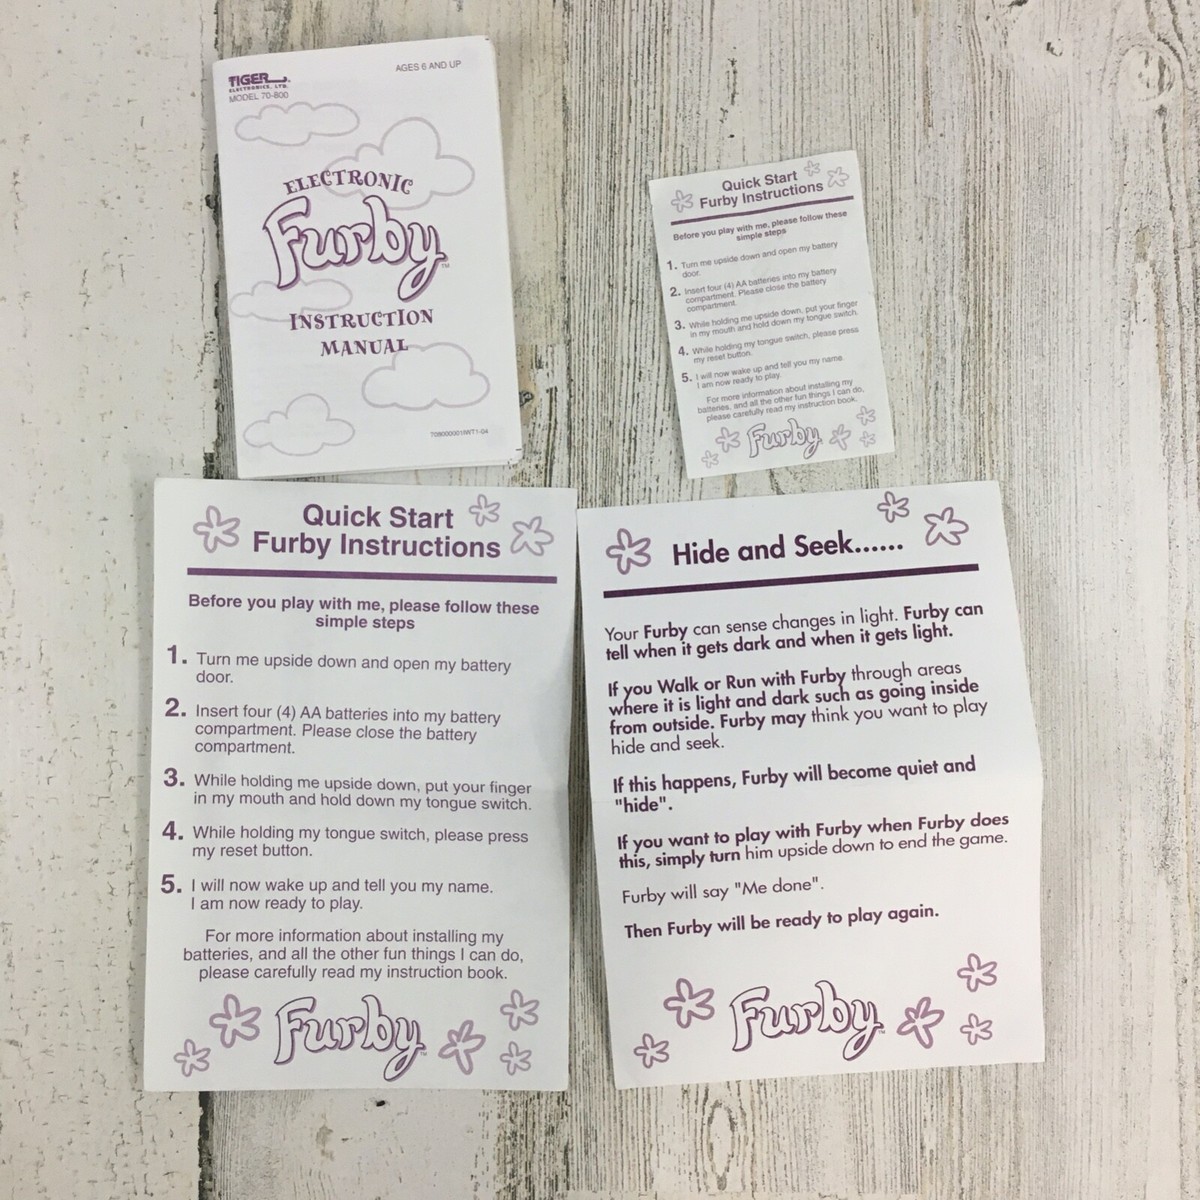 TIGER
ELECTRONICS, LTD.
MODEL 70-800
AGES 6 AND UP
ELECTRONIC
Furby™
INSTRUCTION
MANUAL
Quick Start
Furby Instructions
Before you play with me, please follow these
simple steps
1. Turn me upside down and open my battery
door.
2. Insert four (4) AA batteries into my battery
compartment. Please close the battery
compartment.
3. While holding me upside down, put your finger
in my mouth and hold down my tongue switch.
4. While holding my tongue switch, please press
my reset button.
5. I will now wake up and tell you my name.
I am now ready to play.
For more information about installing my
batteries, and all the other fun things I can do,
please carefully read my instruction book.
Furby
Quick Start
Furby Instructions
Before you play with me, please follow these
simple steps
1. Turn me upside down and open my battery
door.
2. Insert four (4) AA batteries into my battery
compartment. Please close the battery
compartment.
3. While holding me upside down, put your finger
in my mouth and hold down my tongue switch.
4. While holding my tongue switch, please press
my reset button.
5. I will now wake up and tell you my name.
I am now ready to play.
For more information about installing my
batteries, and all the other fun things I can do,
please carefully read my instruction book.
Furby™
Hide and Seek......
Your Furby can sense changes in light. Furby can
tell when it gets dark and when it gets light.
If you Walk or Run with Furby through areas
where it is light and dark such as going inside
from outside. Furby may think you want to play
hide and seek.
If this happens, Furby will become quiet and
"hide".
If you want to play with Furby when Furby does
this, simply turn him upside down to end the game.
Furby will say "Me done".
Then Furby will be ready to play again.
Furby™